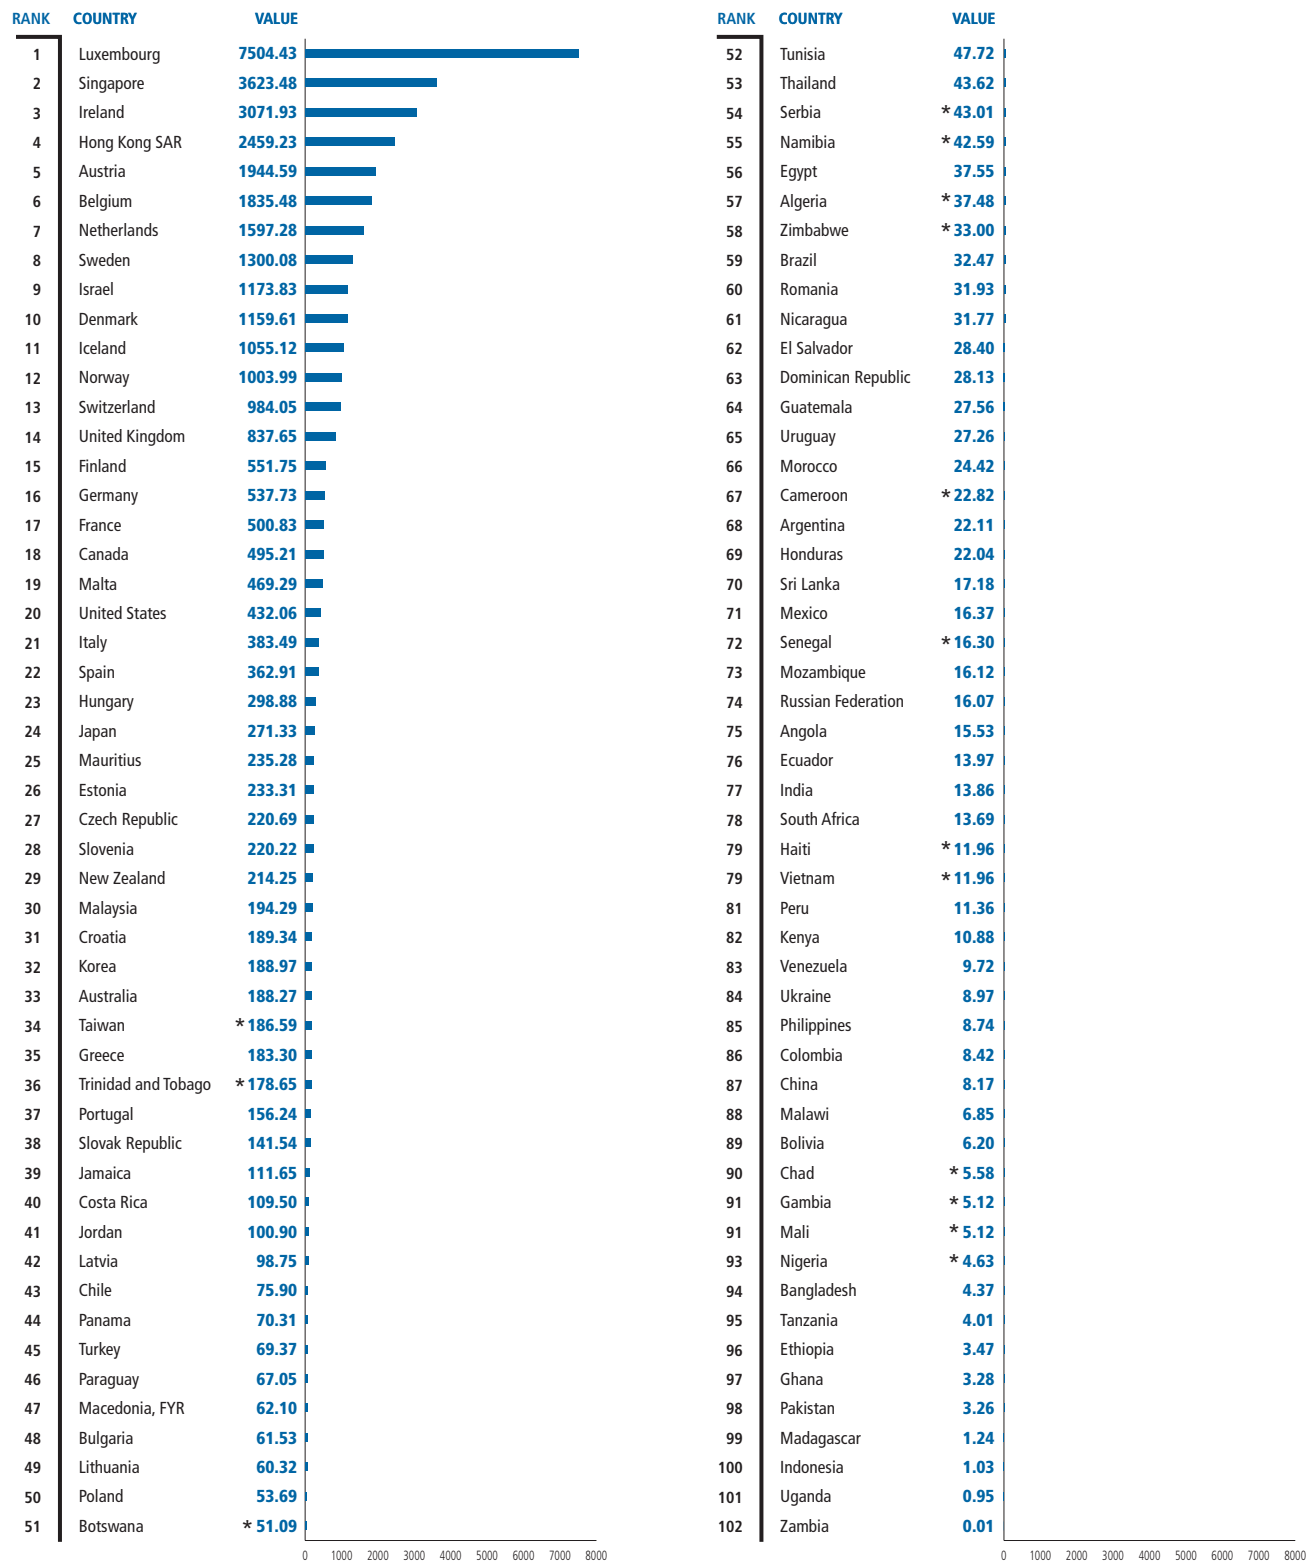 RANK COUNTRY VALUE
1 Luxembourg 7504.43
2 Singapore 3623.48
3 Ireland 3071.93
4 Hong Kong SAR 2459.23
5 Austria 1944.59
6 Belgium 1835.48
7 Netherlands 1597.28
8 Sweden 1300.08
9 Israel 1173.83
10 Denmark 1159.61
11 Iceland 1055.12
12 Norway 1003.99
13 Switzerland 984.05
14 United Kingdom 837.65
15 Finland 551.75
16 Germany 537.73
17 France 500.83
18 Canada 495.21
19 Malta 469.29
20 United States 432.06
21 Italy 383.49
22 Spain 362.91
23 Hungary 298.88
24 Japan 271.33
25 Mauritius 235.28
26 Estonia 233.31
27 Czech Republic 220.69
28 Slovenia 220.22
29 New Zealand 214.25
30 Malaysia 194.29
31 Croatia 189.34
32 Korea 188.97
33 Australia 188.27
34 Taiwan * 186.59
35 Greece 183.30
36 Trinidad and Tobago * 178.65
37 Portugal 156.24
38 Slovak Republic 141.54
39 Jamaica 111.65
40 Costa Rica 109.50
41 Jordan 100.90
42 Latvia 98.75
43 Chile 75.90
44 Panama 70.31
45 Turkey 69.37
46 Paraguay 67.05
47 Macedonia, FYR 62.10
48 Bulgaria 61.53
49 Lithuania 60.32
50 Poland 53.69
51 Botswana * 51.09
0 1000 2000 3000 4000 5000 6000 7000 8000
RANK COUNTRY VALUE
52 Tunisia 47.72
53 Thailand 43.62
54 Serbia * 43.01
55 Namibia * 42.59
56 Egypt 37.55
57 Algeria * 37.48
58 Zimbabwe * 33.00
59 Brazil 32.47
60 Romania 31.93
61 Nicaragua 31.77
62 El Salvador 28.40
63 Dominican Republic 28.13
64 Guatemala 27.56
65 Uruguay 27.26
66 Morocco 24.42
67 Cameroon * 22.82
68 Argentina 22.11
69 Honduras 22.04
70 Sri Lanka 17.18
71 Mexico 16.37
72 Senegal * 16.30
73 Mozambique 16.12
74 Russian Federation 16.07
75 Angola 15.53
76 Ecuador 13.97
77 India 13.86
78 South Africa 13.69
79 Haiti * 11.96
79 Vietnam * 11.96
81 Peru 11.36
82 Kenya 10.88
83 Venezuela 9.72
84 Ukraine 8.97
85 Philippines 8.74
86 Colombia 8.42
87 China 8.17
88 Malawi 6.85
89 Bolivia 6.20
90 Chad * 5.58
91 Gambia * 5.12
91 Mali * 5.12
93 Nigeria * 4.63
94 Bangladesh 4.37
95 Tanzania 4.01
96 Ethiopia 3.47
97 Ghana 3.28
98 Pakistan 3.26
99 Madagascar 1.24
100 Indonesia 1.03
101 Uganda 0.95
102 Zambia 0.01
0 1000 2000 3000 4000 5000 6000 7000 8000